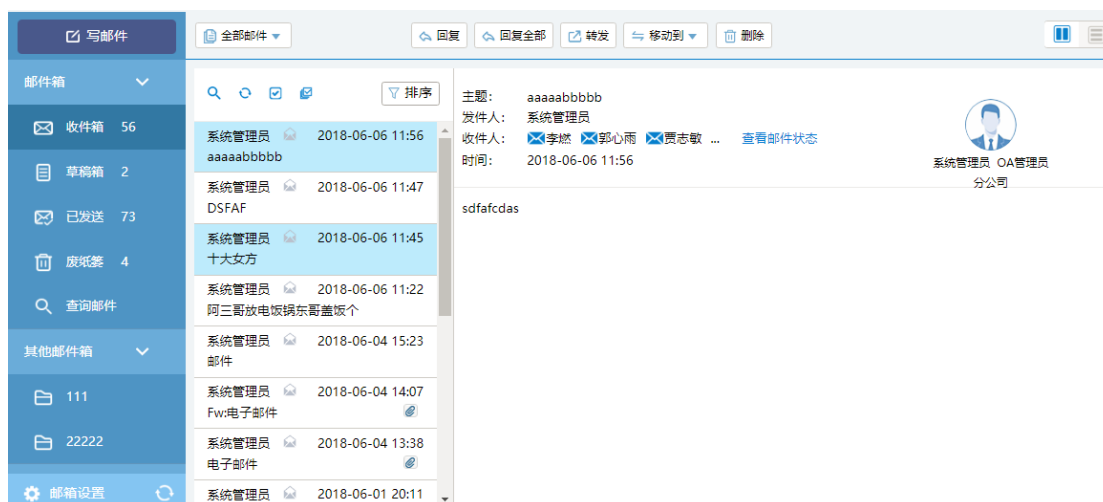 写邮件
全部邮件
回复
回复全部
转发
移动到
删除
邮件箱
收件箱 56
草稿箱 2
已发送 73
废纸篓 4
查询邮件
其他邮件箱
111
22222
邮箱设置
排序
系统管理员 2018-06-06 11:56
aaaaabbbbb
系统管理员 2018-06-06 11:47
DSFAF
系统管理员 2018-06-06 11:45
十大女方
系统管理员 2018-06-06 11:22
阿三哥放电饭锅东哥盖饭个
系统管理员 2018-06-04 15:23
邮件
系统管理员 2018-06-04 14:07
Fw:电子邮件
系统管理员 2018-06-04 13:38
电子邮件
系统管理员 2018-06-01 20:11
主题: aaaaabbbbb
发件人: 系统管理员
收件人: 李燃 郭心雨 贾志敏 ... 查看邮件状态
时间: 2018-06-06 11:56
系统管理员 OA管理员
分公司
sdfafcdas